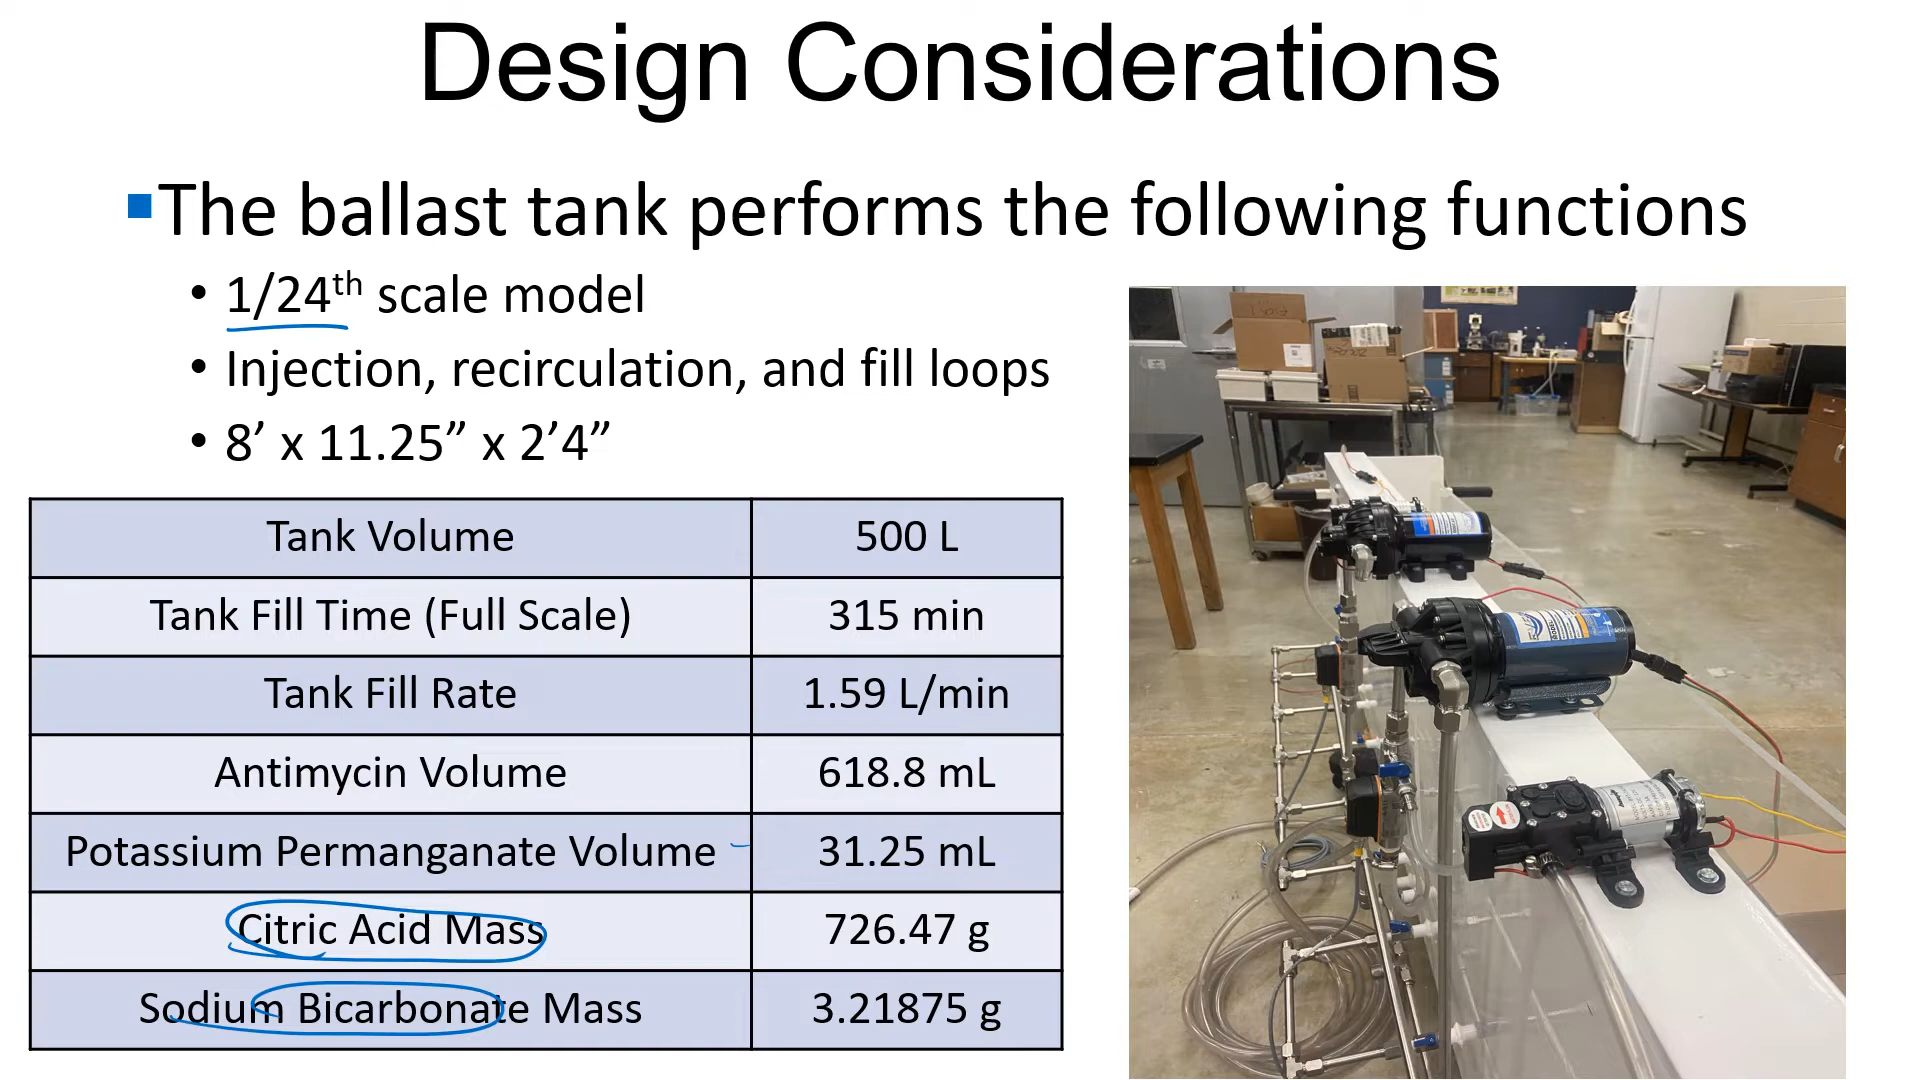 Design Considerations
▪The ballast tank performs the following functions
• 1/24th scale model
• Injection, recirculation, and fill loops
• 8’ x 11.25” x 2’4”
Tank Volume 500 L
Tank Fill Time (Full Scale) 315 min
Tank Fill Rate 1.59 L/min
Antimycin Volume 618.8 mL
Potassium Permanganate Volume 31.25 mL
Citric Acid Mass 726.47 g
Sodium Bicarbonate Mass 3.21875 g